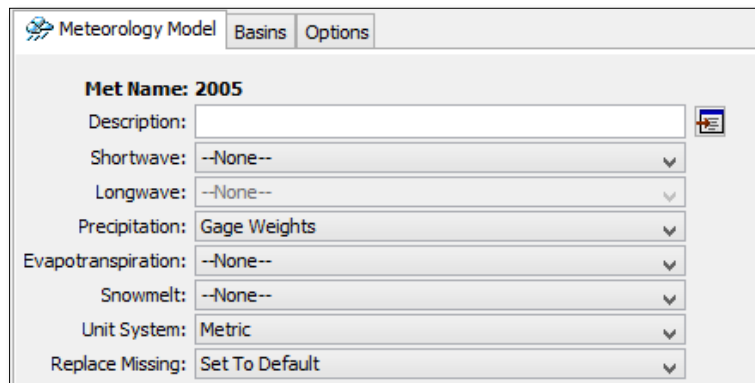 Meteorology Model Basins Options
Met Name: 2005
Description:
Shortwave: --None--
Longwave: --None--
Precipitation: Gage Weights
Evapotranspiration: --None--
Snowmelt: --None--
Unit System: Metric
Replace Missing: Set To Default